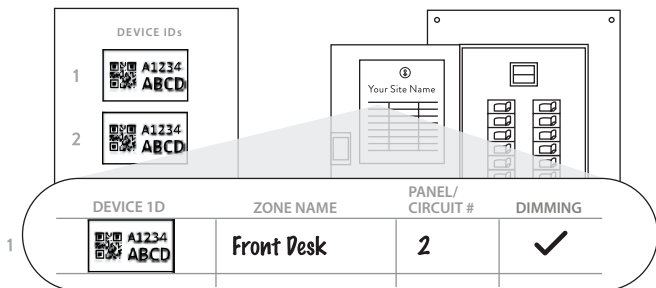 DEVICE IDs
1
A1234
ABCD
2
A1234
ABCD
Your Site Name
DEVICE 1D
ZONE NAME
PANEL/
CIRCUIT #
DIMMING
1
A1234
ABCD
Front Desk
2